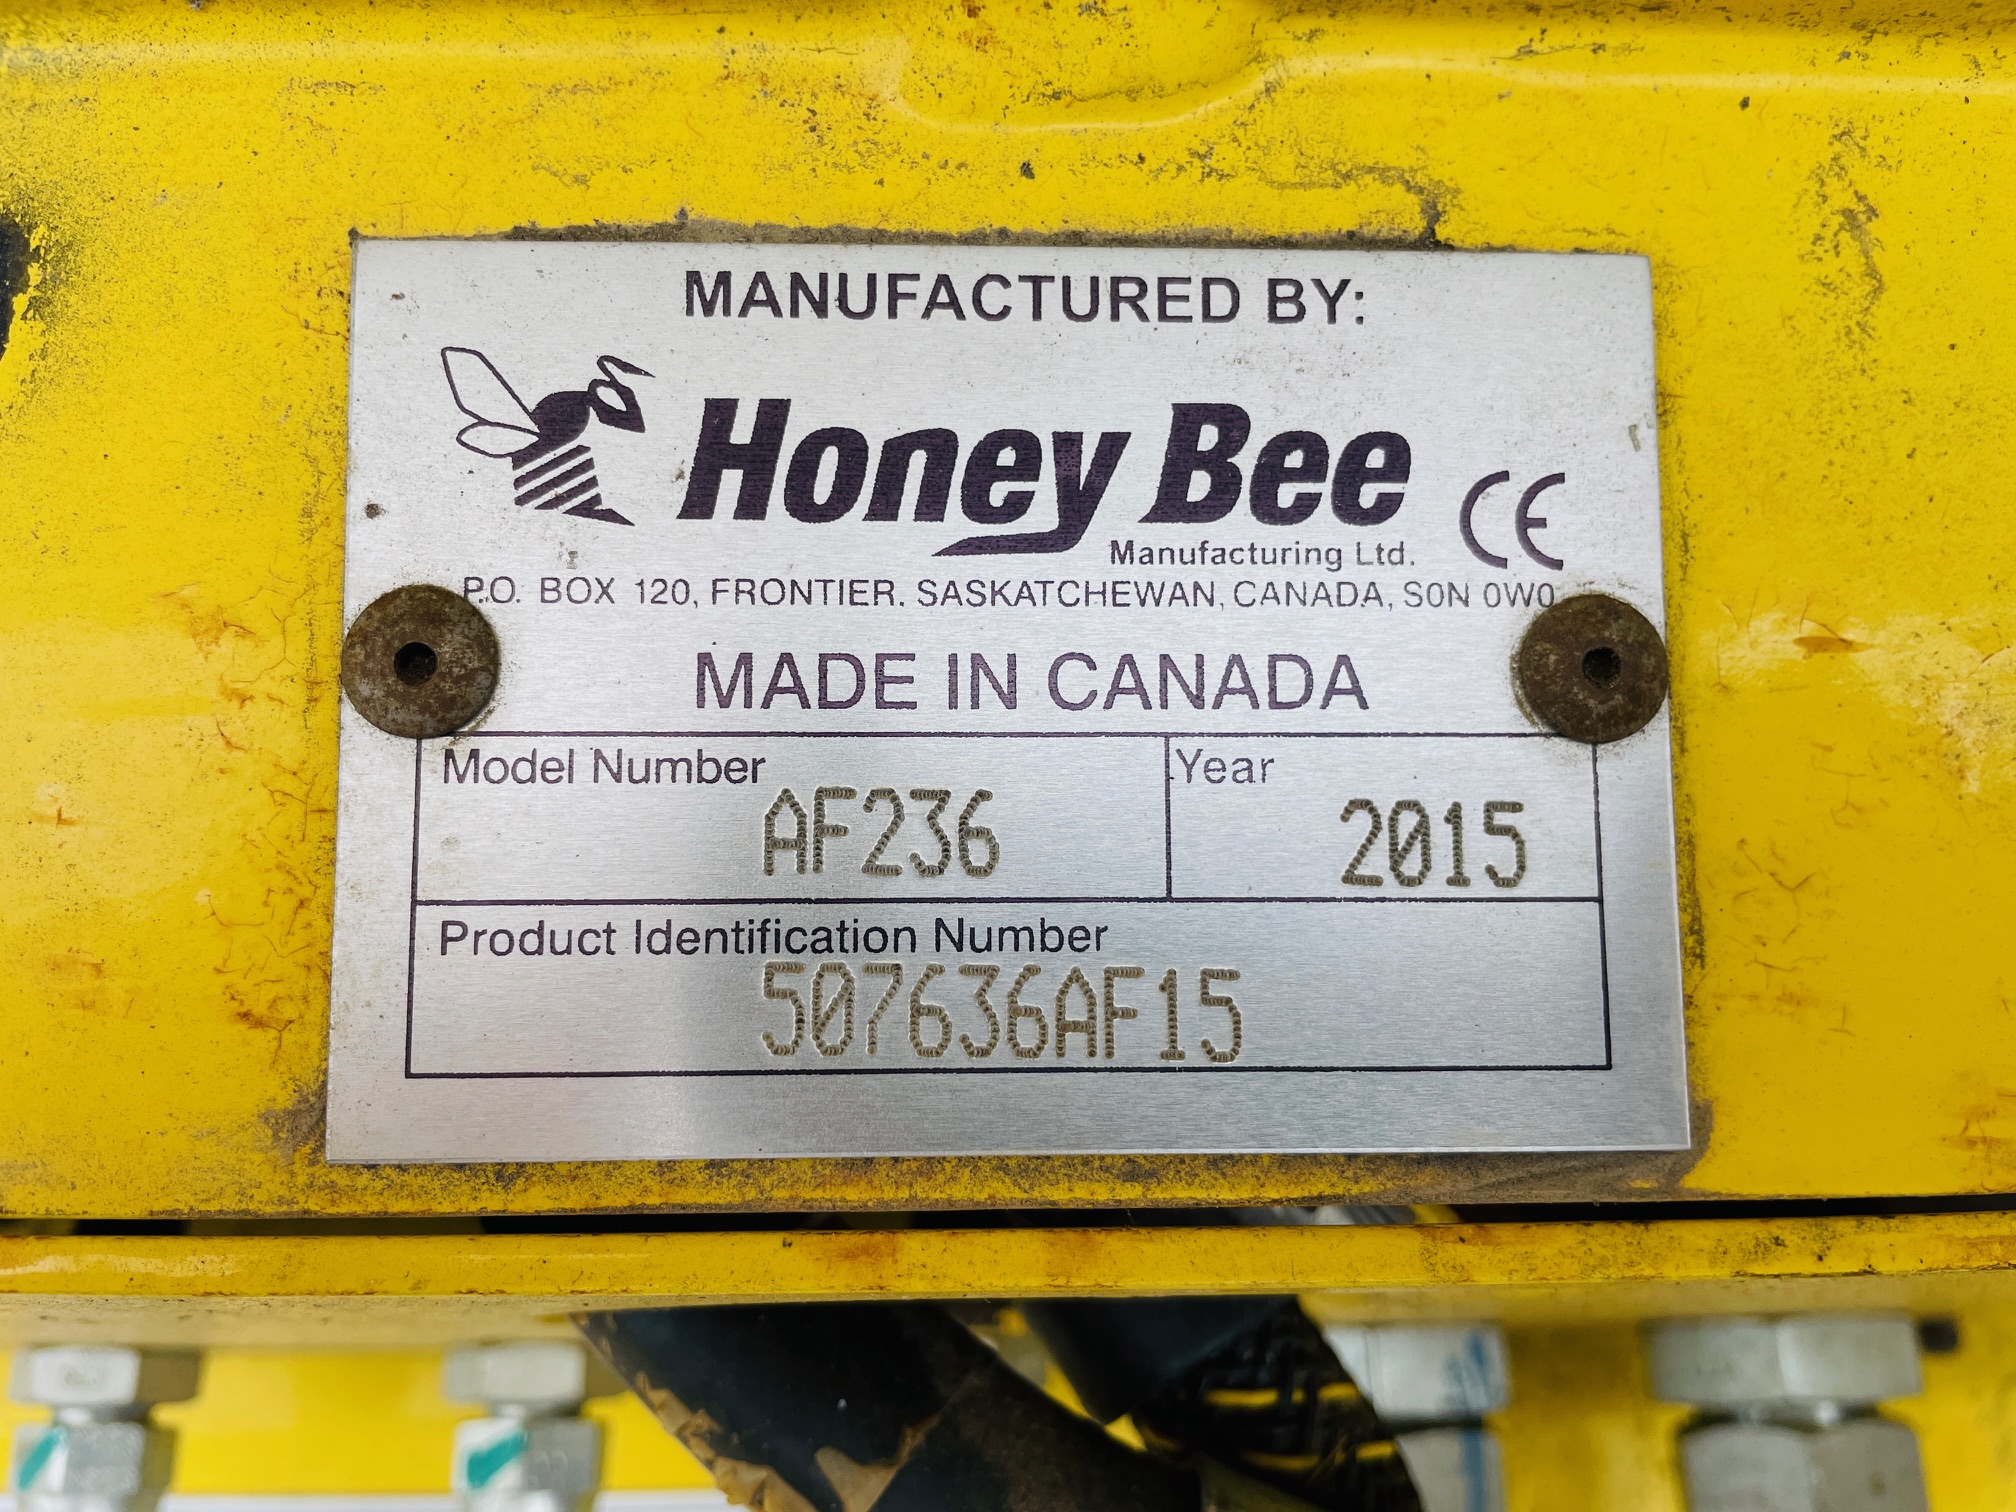 MANUFACTURED BY:
Honey Bee
CE
Manufacturing Ltd.
P.O. BOX 120, FRONTIER. SASKATCHEWAN, CANADA, S0N 0W0
MADE IN CANADA
Model Number
AF236
Year
2015
Product Identification Number
507636AF15